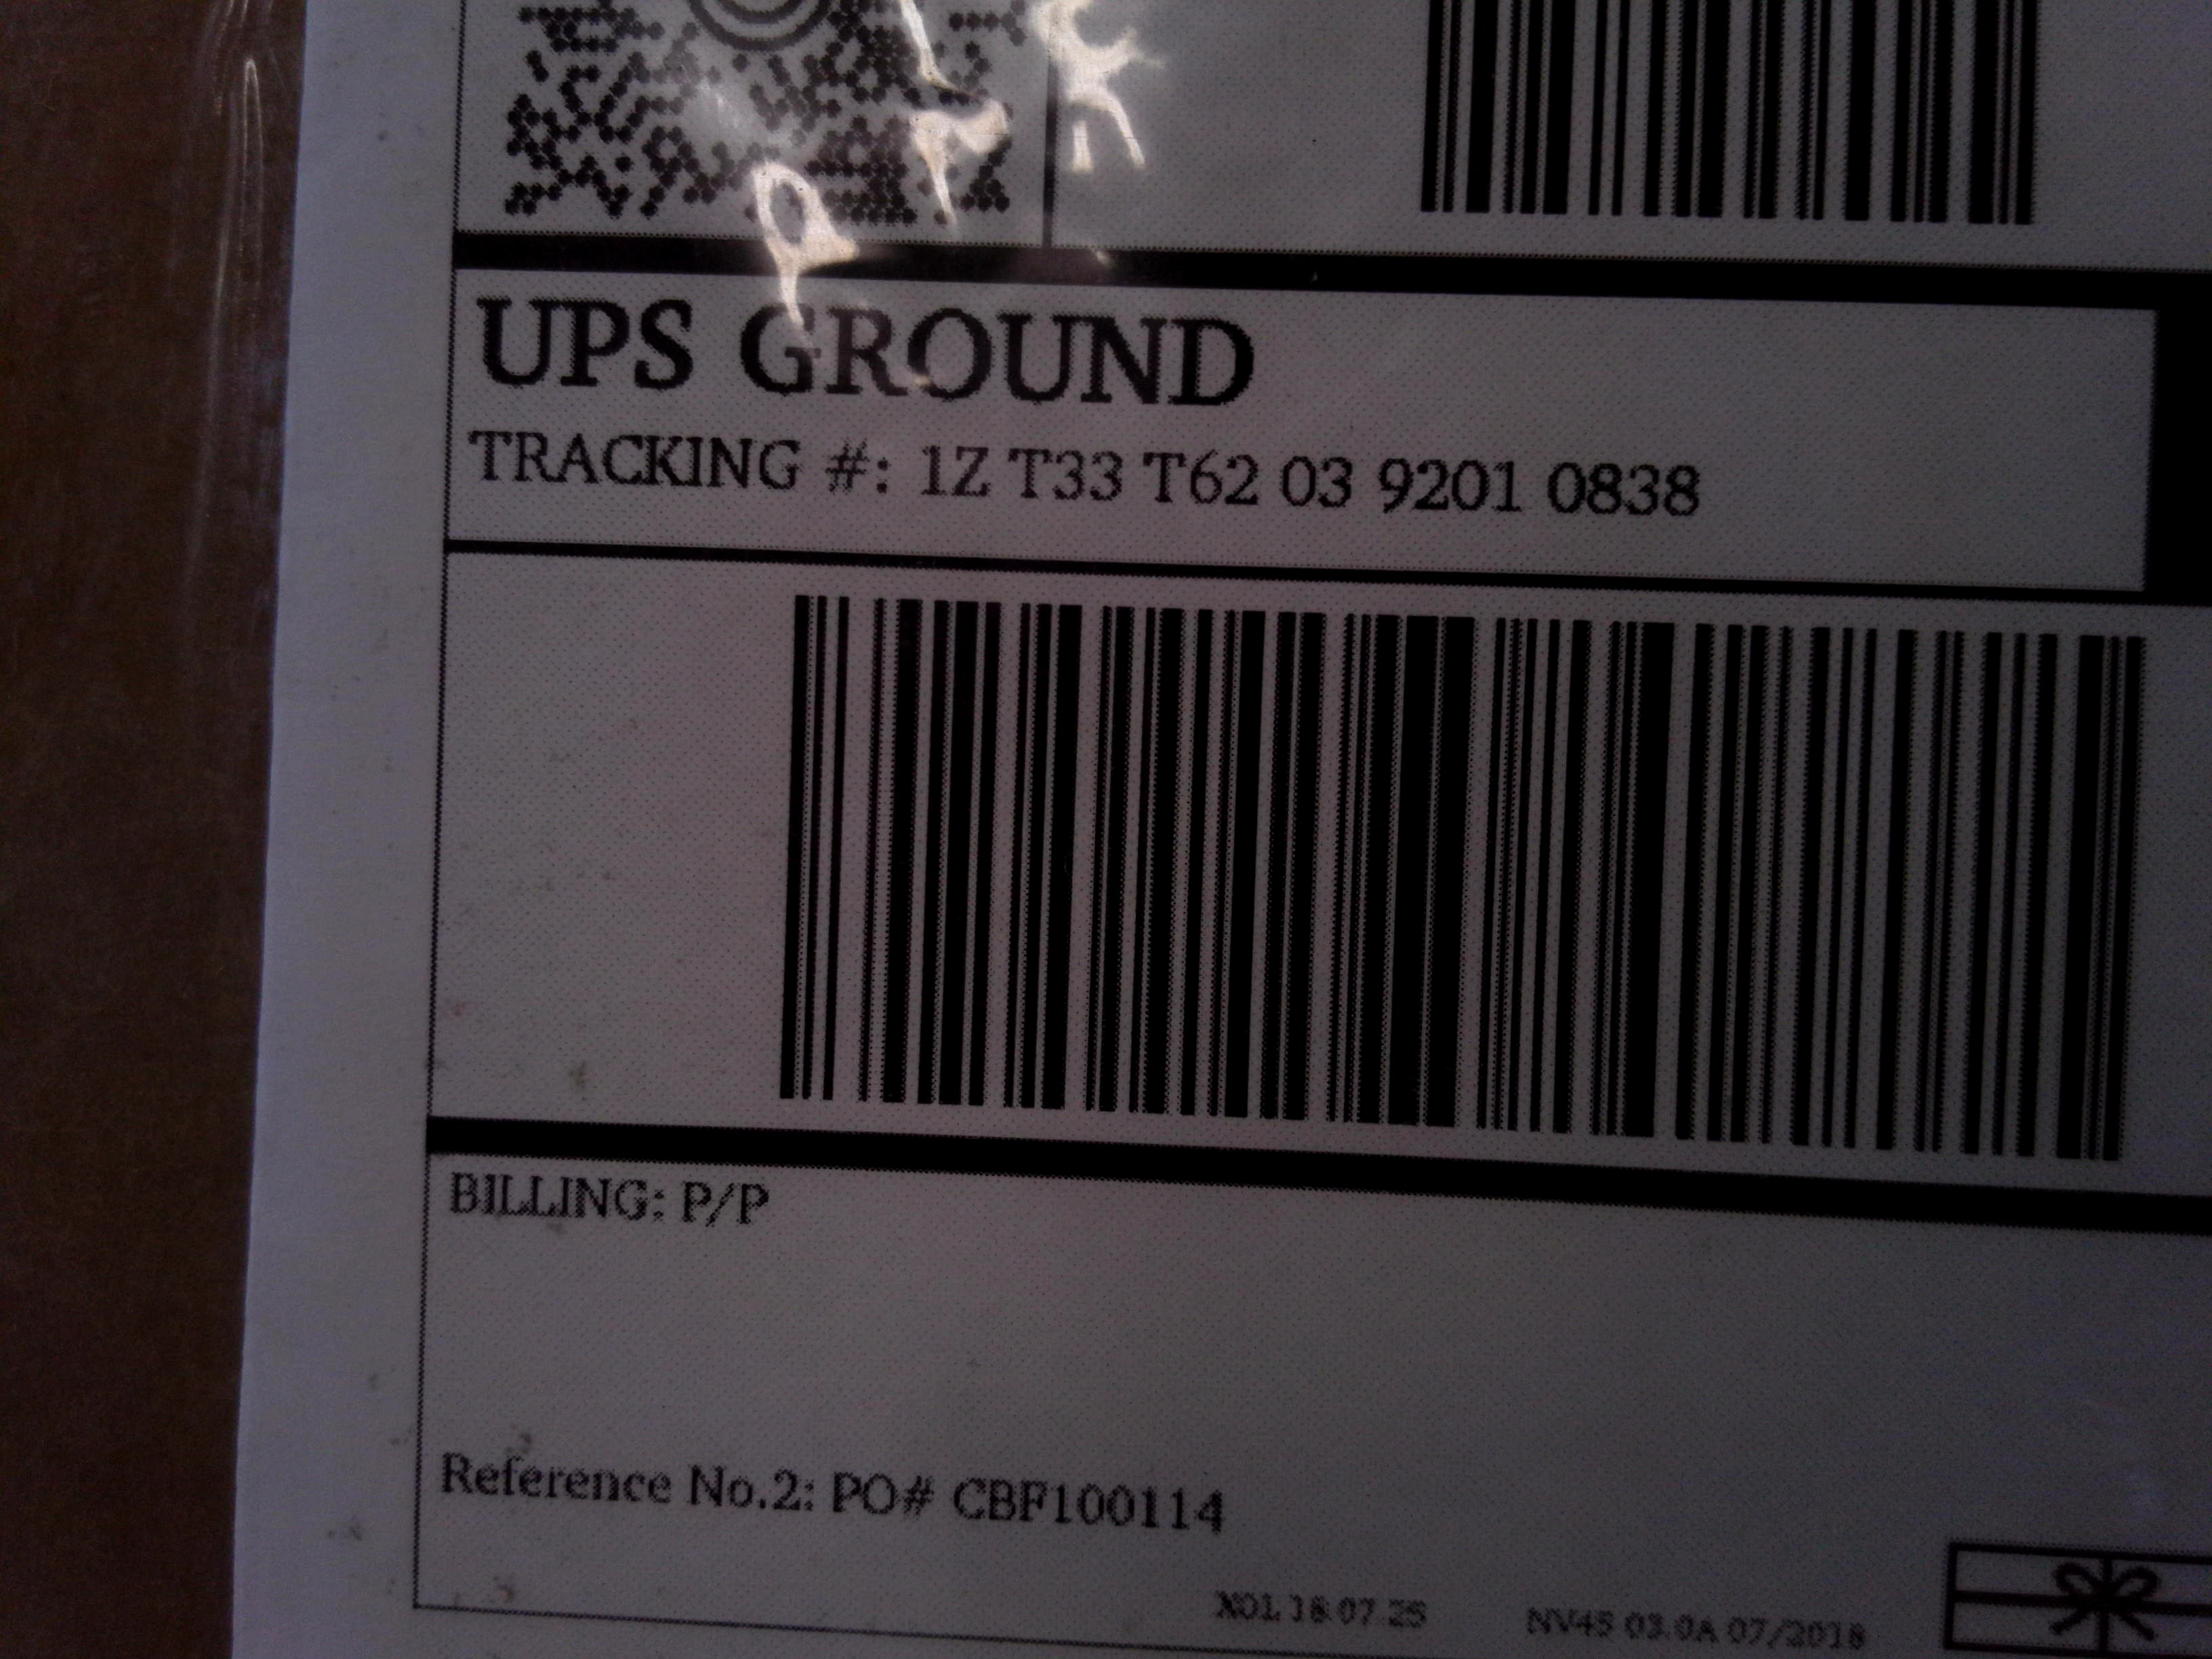 UPS GROUND
TRACKING #: 1Z T33 T62 03 9201 0838
BILLING: P/P
Reference No.2: PO# CBF100114
XOL 18.07.25 NV45 03.0A 07/2018